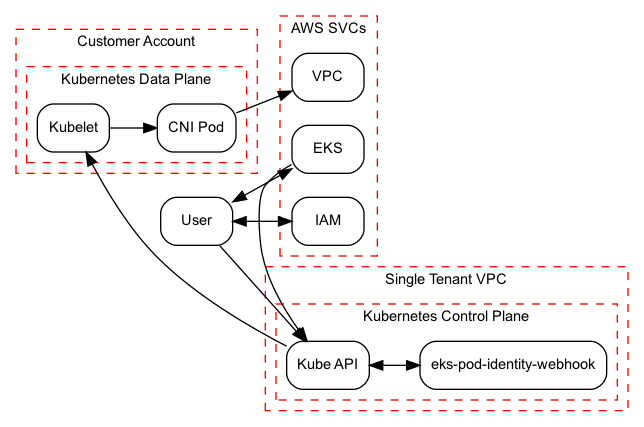 AWS SVCs
Customer Account
Kubernetes Data Plane
VPC
Kubelet
CNI Pod
EKS
User
IAM
Single Tenant VPC
Kubernetes Control Plane
Kube API
eks-pod-identity-webhook